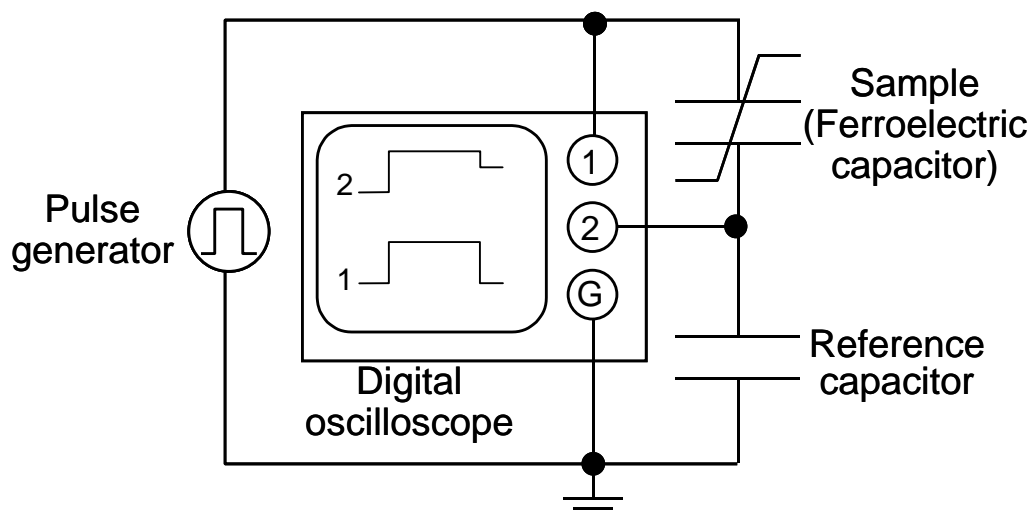 Sample
(Ferroelectric
capacitor)
1
2
2
Pulse
generator
1
G
Reference
capacitor
Digital
oscilloscope